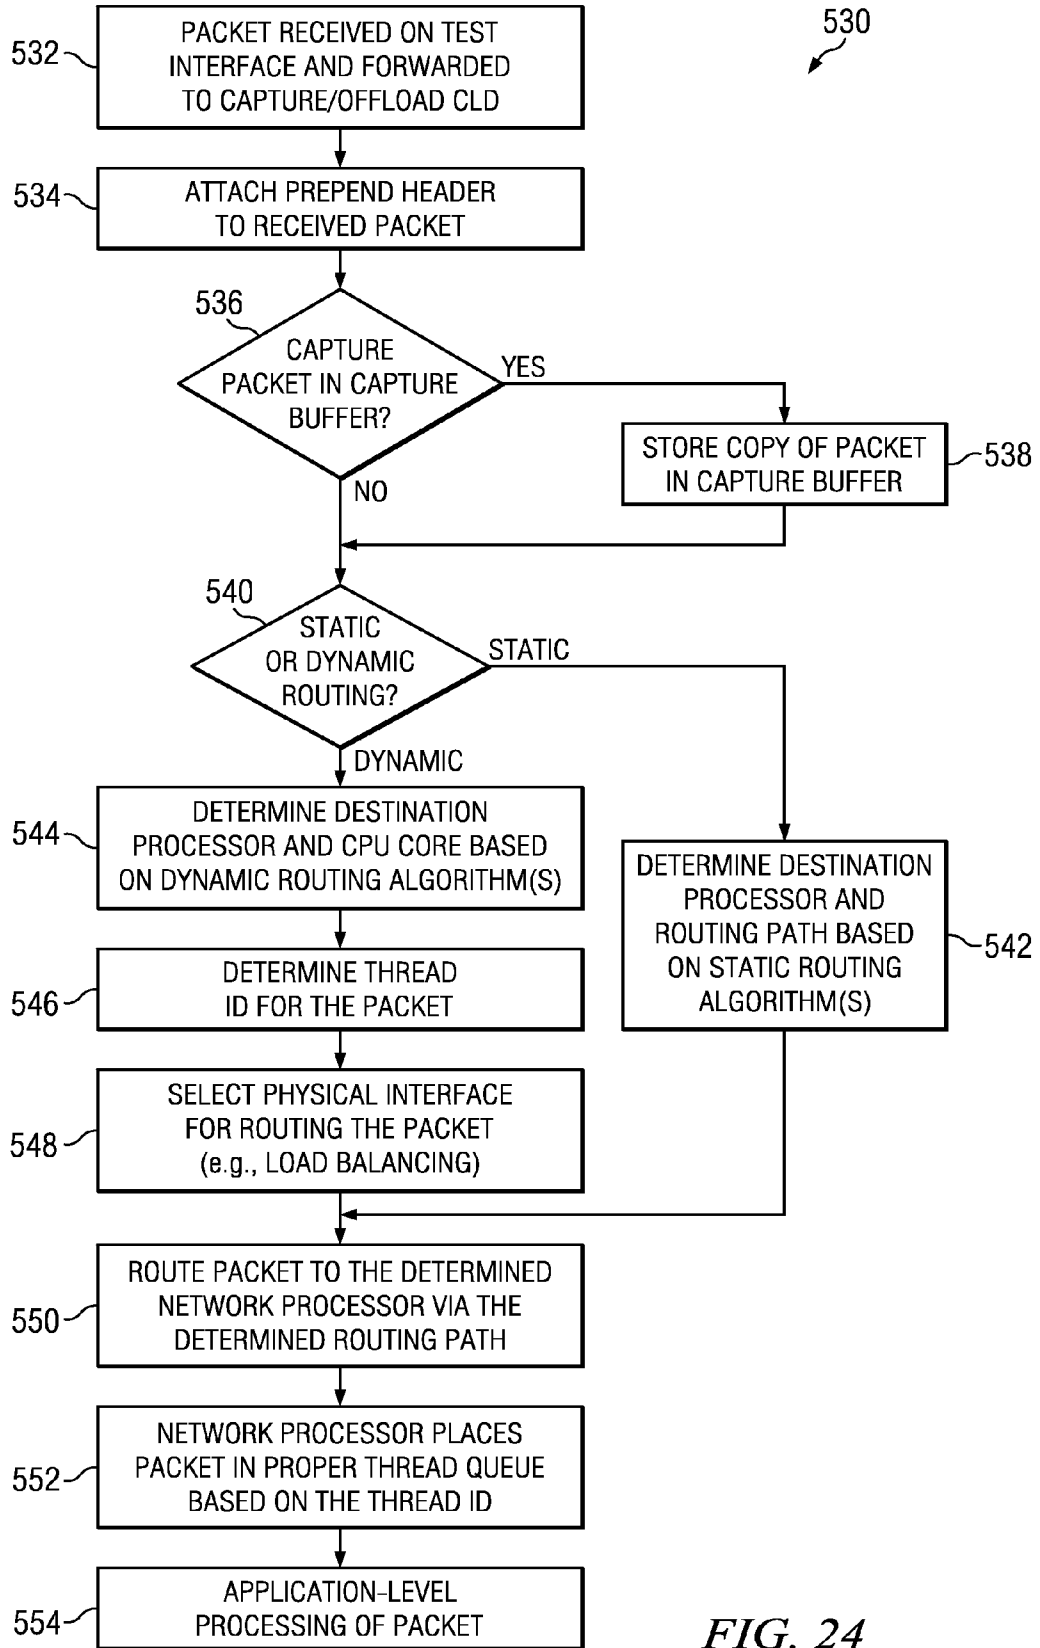 530
532
PACKET RECEIVED ON TEST
INTERFACE AND FORWARDED
TO CAPTURE/OFFLOAD CLD
534
ATTACH PREPEND HEADER
TO RECEIVED PACKET
536
CAPTURE
PACKET IN CAPTURE
BUFFER?
YES
NO
STORE COPY OF PACKET
IN CAPTURE BUFFER
538
540
STATIC
OR DYNAMIC
ROUTING?
STATIC
DYNAMIC
544
DETERMINE DESTINATION
PROCESSOR AND CPU CORE BASED
ON DYNAMIC ROUTING ALGORITHM(S)
DETERMINE DESTINATION
PROCESSOR AND
ROUTING PATH BASED
ON STATIC ROUTING
ALGORITHM(S)
542
546
DETERMINE THREAD
ID FOR THE PACKET
548
SELECT PHYSICAL INTERFACE
FOR ROUTING THE PACKET
(e.g., LOAD BALANCING)
550
ROUTE PACKET TO THE DETERMINED
NETWORK PROCESSOR VIA THE
DETERMINED ROUTING PATH
552
NETWORK PROCESSOR PLACES
PACKET IN PROPER THREAD QUEUE
BASED ON THE THREAD ID
554
APPLICATION-LEVEL
PROCESSING OF PACKET
FIG. 24